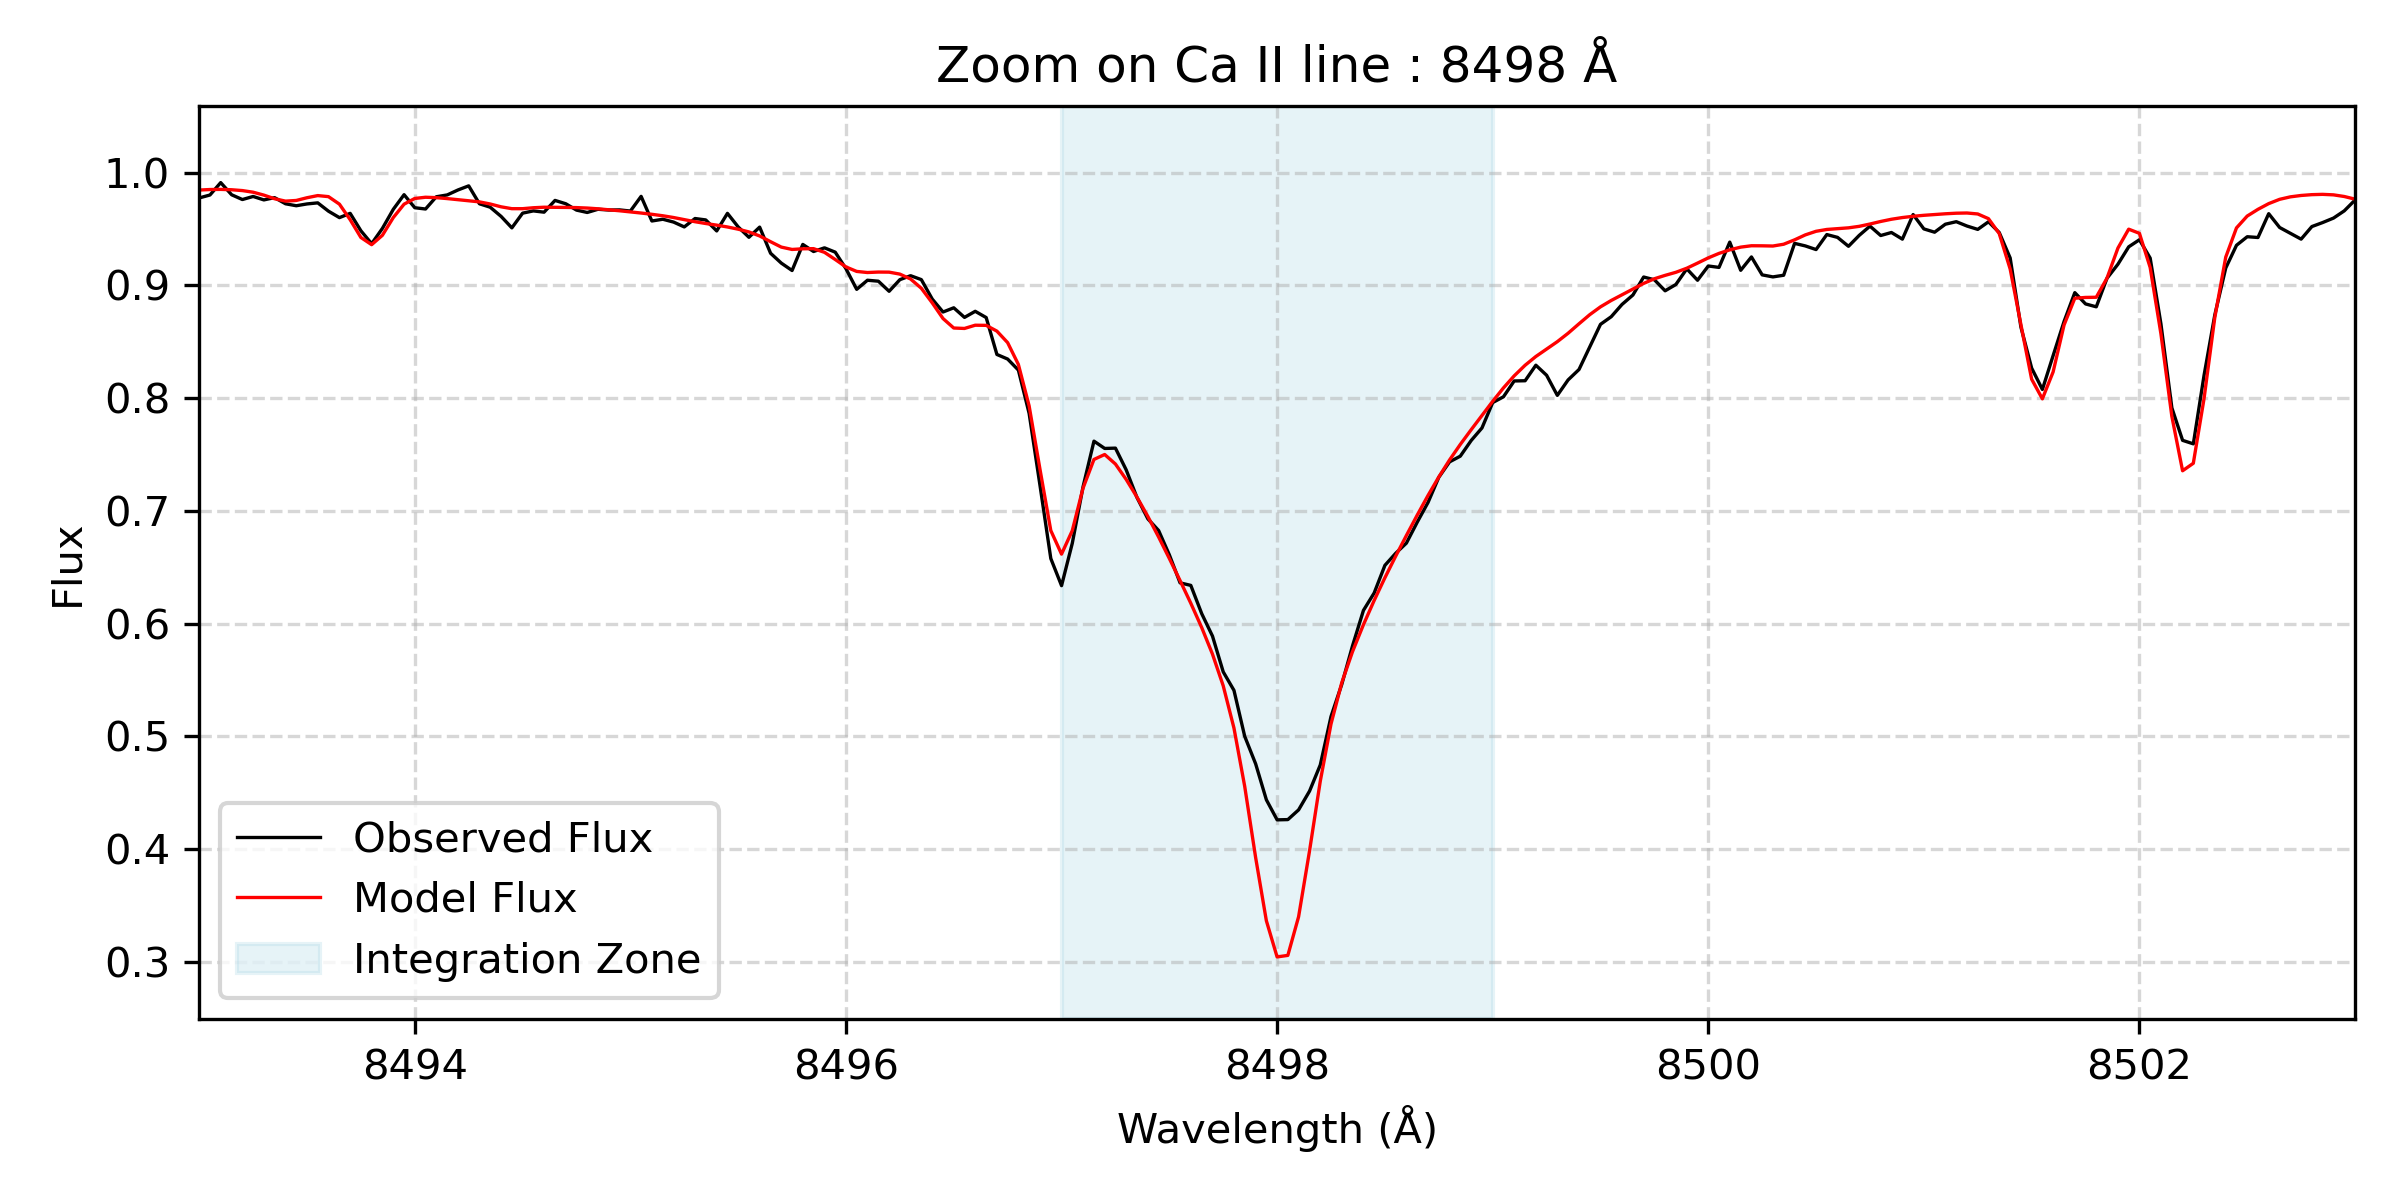 Zoom on Ca II line : 8498 Å
1.0
0.9
0.8
0.7
0.6
0.5
0.4
0.3
Flux
Observed Flux
Model Flux
Integration Zone
8494 8496 8498 8500 8502
Wavelength (Å)